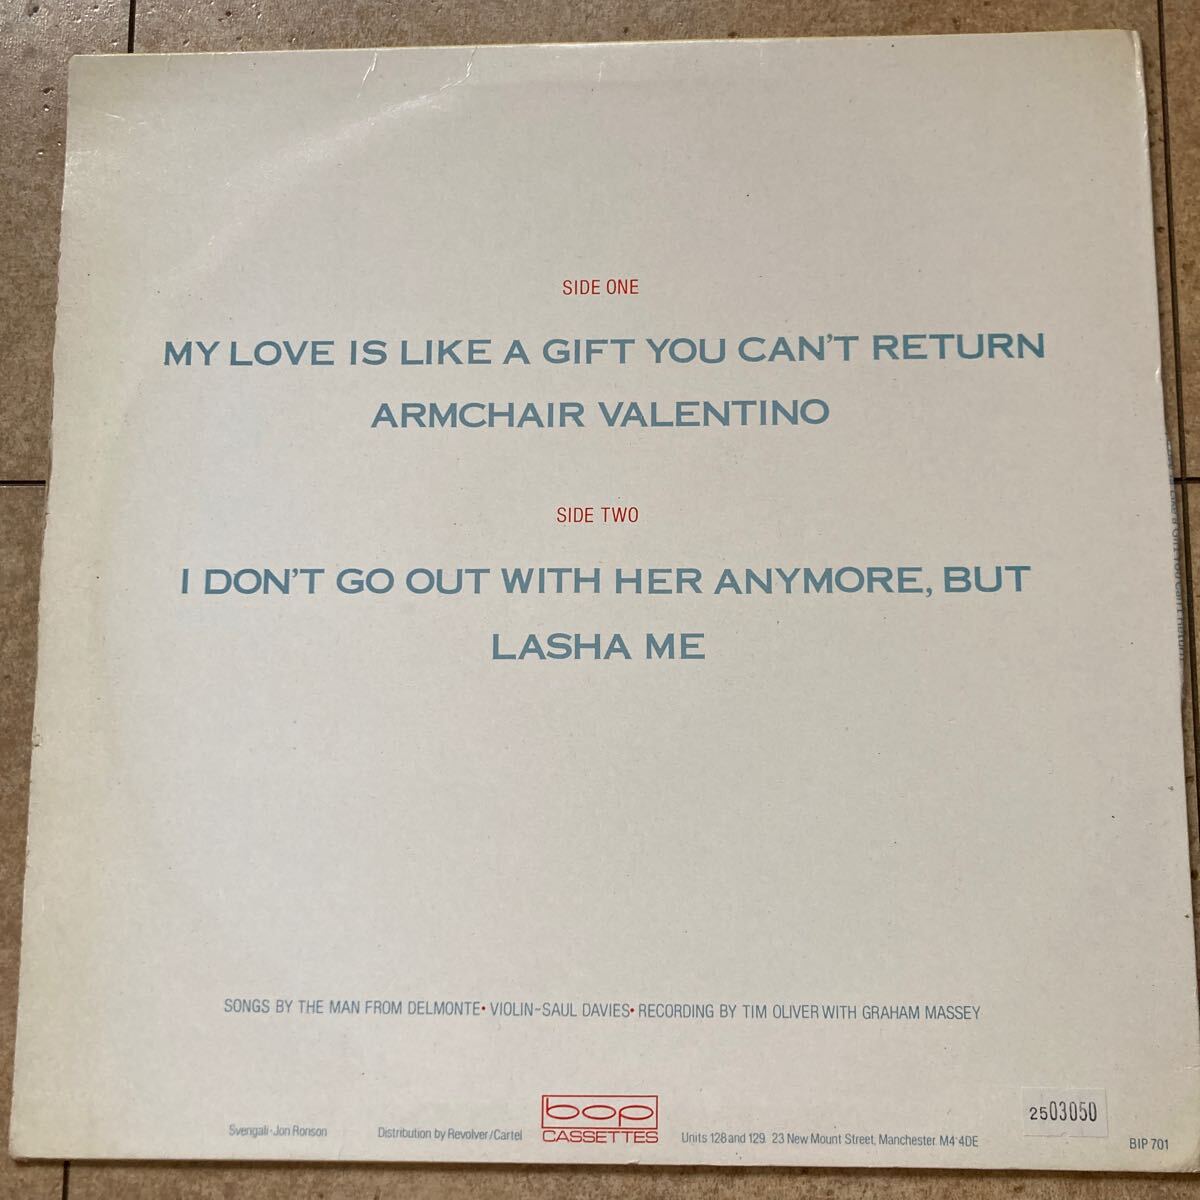 SIDE ONE
MY LOVE IS LIKE A GIFT YOU CAN'T RETURN
ARMCHAIR VALENTINO
SIDE TWO
I DON'T GO OUT WITH HER ANYMORE, BUT
LASHA ME
SONGS BY THE MAN FROM DELMONTE• VIOLIN~SAUL DAVIES• RECORDING BY TIM OLIVER WITH GRAHAM MASSEY
Svengali-Jon Ronson
Distribution by Revolver/Cartel
bop
CASSETTES
Units 128 and 129. 23 New Mount Street, Manchester. M4 4DE
2503050
BIP 701